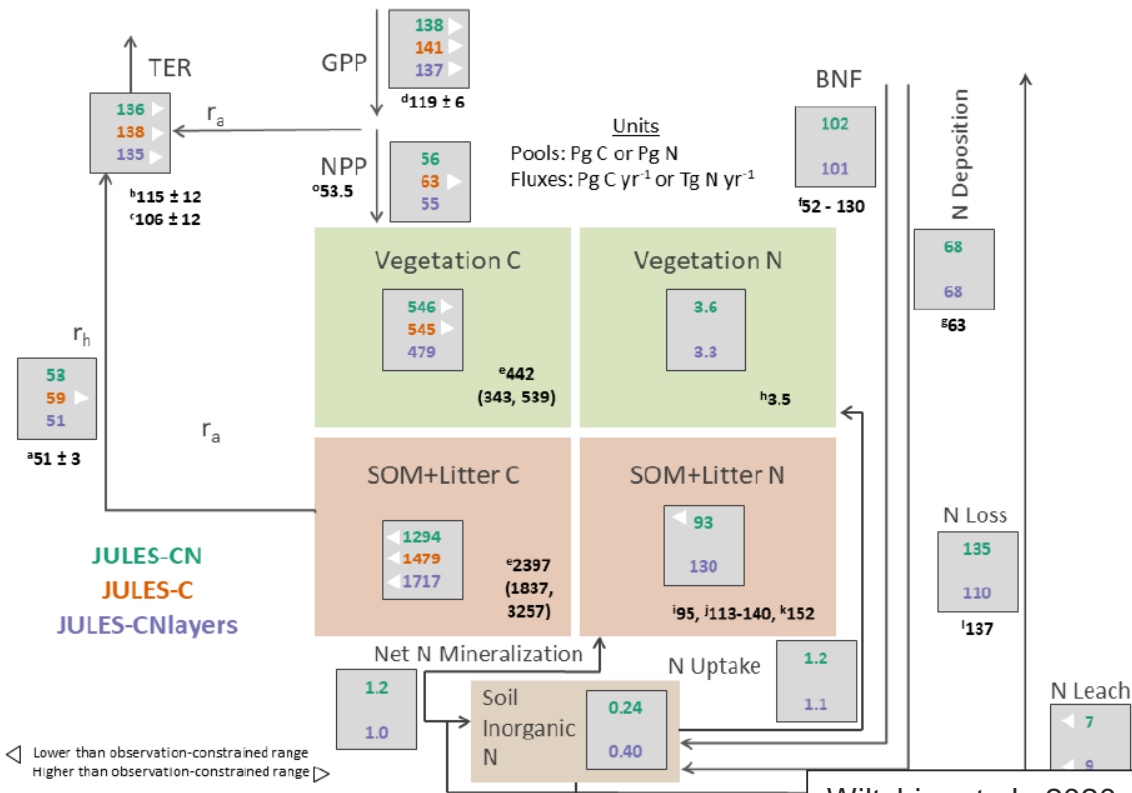 TER
136
138
135
ᵇ115 ± 12
ᶜ106 ± 12
rₐ
GPP
138
141
137
ᵈ119 ± 6
NPP
ᵒ53.5
56
63
55
Units
Pools: Pg C or Pg N
Fluxes: Pg C yr⁻¹ or Tg N yr⁻¹
BNF
102
101
ᶠ52 - 130
N Deposition
68
68
ᵍ63
Vegetation C
546
545
479
ᵉ442
(343, 539)
Vegetation N
3.6
3.3
ʰ3.5
rₕ
53
59
51
ᵃ51 ± 3
rₐ
SOM+Litter C
1294
1479
1717
ᵉ2397
(1837,
3257)
SOM+Litter N
93
130
ⁱ95, ʲ113-140, ᵏ152
N Loss
135
110
ˡ137
JULES-CN
JULES-C
JULES-CNlayers
Net N Mineralization
1.2
1.0
N Uptake
1.2
1.1
Soil
Inorganic
N
0.24
0.40
N Leach
7
9
Lower than observation-constrained range
Higher than observation-constrained range